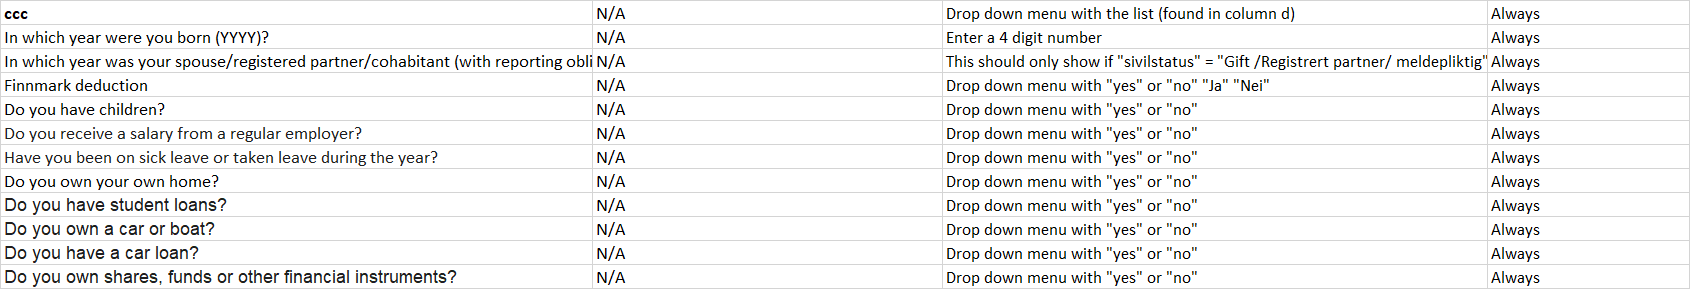 ccc N/A Drop down menu with the list (found in column d) Always
In which year were you born (YYYY)? N/A Enter a 4 digit number Always
In which year was your spouse/registered partner/cohabitant (with reporting obli N/A This should only show if "sivilstatus" = "Gift /Registrert partner/ meldepliktig" Always
Finnmark deduction N/A Drop down menu with "yes" or "no" "Ja" "Nei" Always
Do you have children? N/A Drop down menu with "yes" or "no" Always
Do you receive a salary from a regular employer? N/A Drop down menu with "yes" or "no" Always
Have you been on sick leave or taken leave during the year? N/A Drop down menu with "yes" or "no" Always
Do you own your own home? N/A Drop down menu with "yes" or "no" Always
Do you have student loans? N/A Drop down menu with "yes" or "no" Always
Do you own a car or boat? N/A Drop down menu with "yes" or "no" Always
Do you have a car loan? N/A Drop down menu with "yes" or "no" Always
Do you own shares, funds or other financial instruments? N/A Drop down menu with "yes" or "no" Always